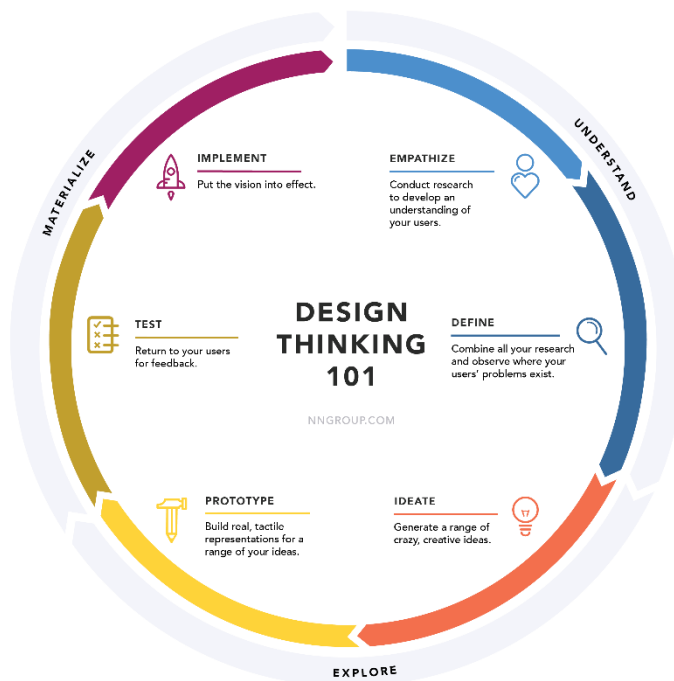 DESIGN
THINKING
101
NNGROUP.COM
UNDERSTAND
EMPATHIZE
Conduct research
to develop an
understanding of
your users.
DEFINE
Combine all your research
and observe where your
users’ problems exist.
EXPLORE
IDEATE
Generate a range of
crazy, creative ideas.
PROTOTYPE
Build real, tactile
representations for a
range of your ideas.
MATERIALIZE
TEST
Return to your users
for feedback.
IMPLEMENT
Put the vision into effect.